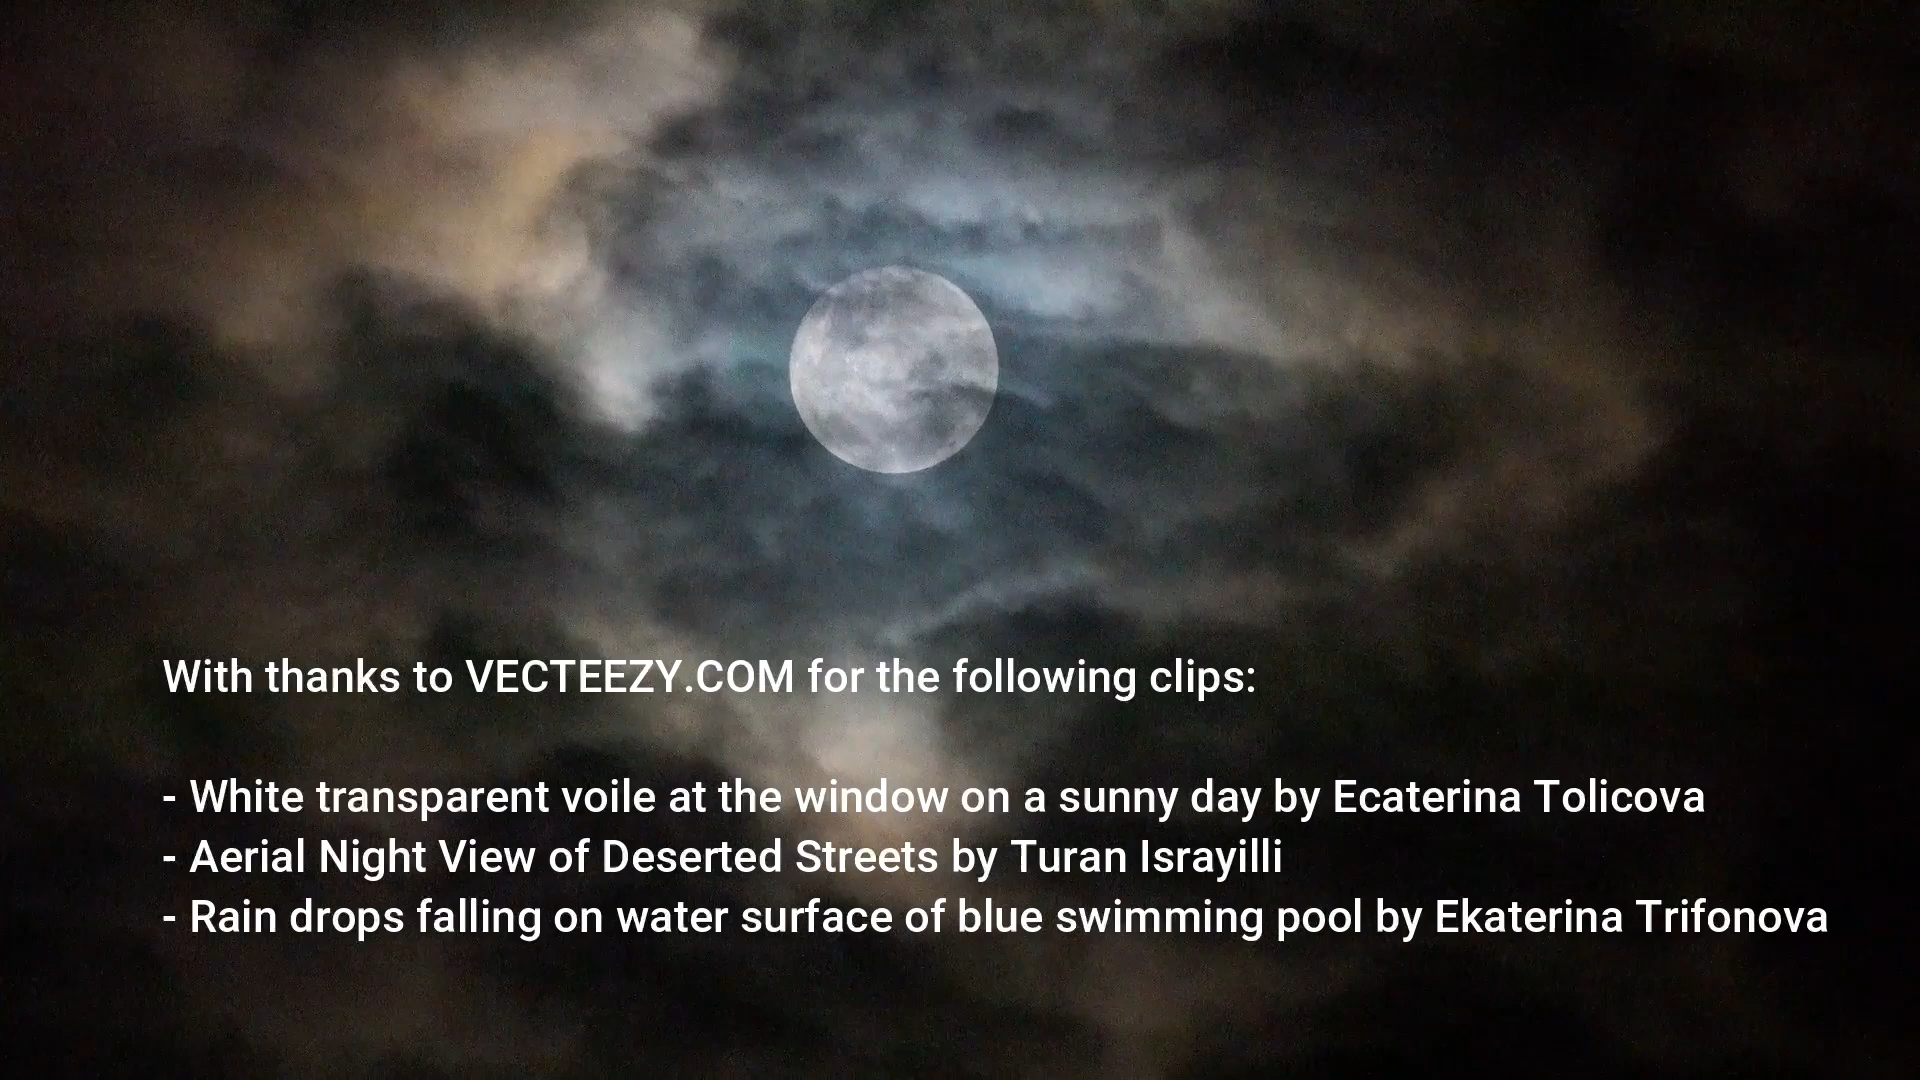 With thanks to VECTEEZY.COM for the following clips:
- White transparent voile at the window on a sunny day by Ecaterina Tolicova
- Aerial Night View of Deserted Streets by Turan Israyilli
- Rain drops falling on water surface of blue swimming pool by Ekaterina Trifonova